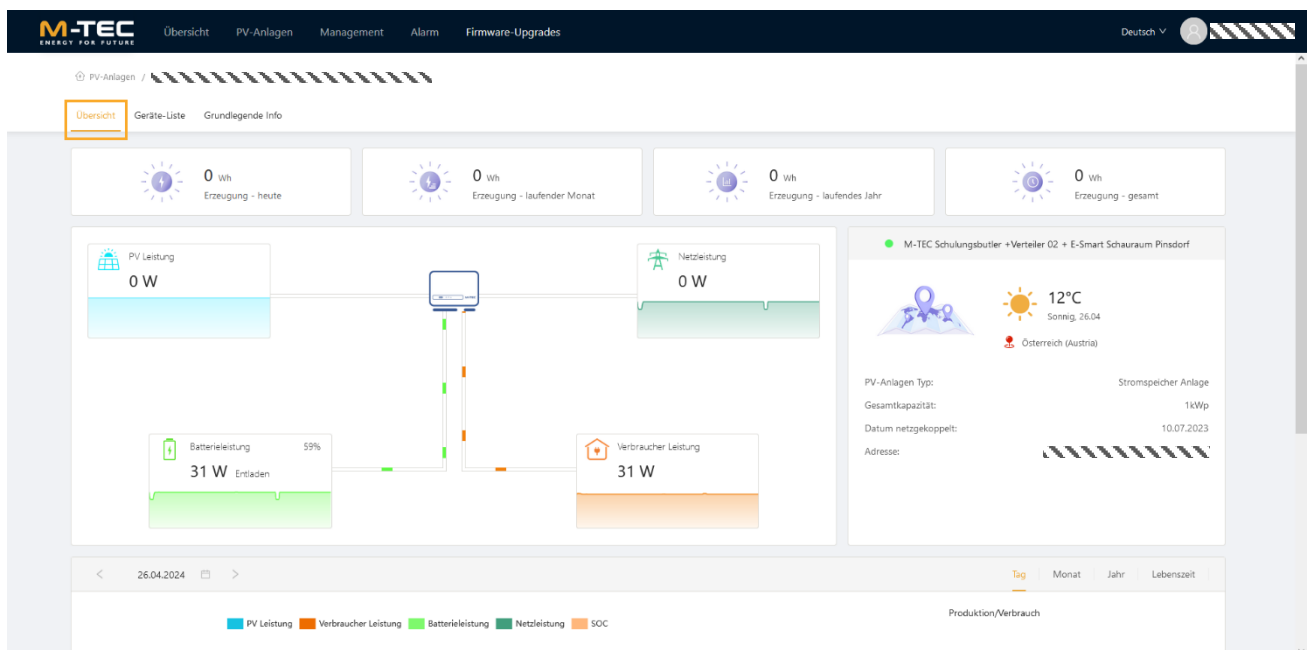 M-TEC
ENERGY FOR FUTURE
Übersicht PV-Anlagen Management Alarm Firmware-Upgrades Deutsch
PV-Anlagen /
Übersicht Geräte-Liste Grundlegende Info
0 Wh
Erzeugung - heute
0 Wh
Erzeugung - laufender Monat
0 Wh
Erzeugung - laufendes Jahr
0 Wh
Erzeugung - gesamt
PV Leistung
0 W
Netzleistung
0 W
Batterieleistung 59%
31 W Entladen
Verbraucher Leistung
31 W
M-TEC Schulungsbutler +Verteiler 02 + E-Smart Schauraum Pinsdorf
12°C
Sonnig, 26.04
Österreich (Austria)
PV-Anlagen Typ: Stromspeicher Anlage
Gesamtkapazität: 1kWp
Datum netzgekoppelt: 10.07.2023
Adresse:
< 26.04.2024 >
Tag Monat Jahr Lebenszeit
PV Leistung Verbraucher Leistung Batterieleistung Netzleistung SOC
Produktion/Verbrauch